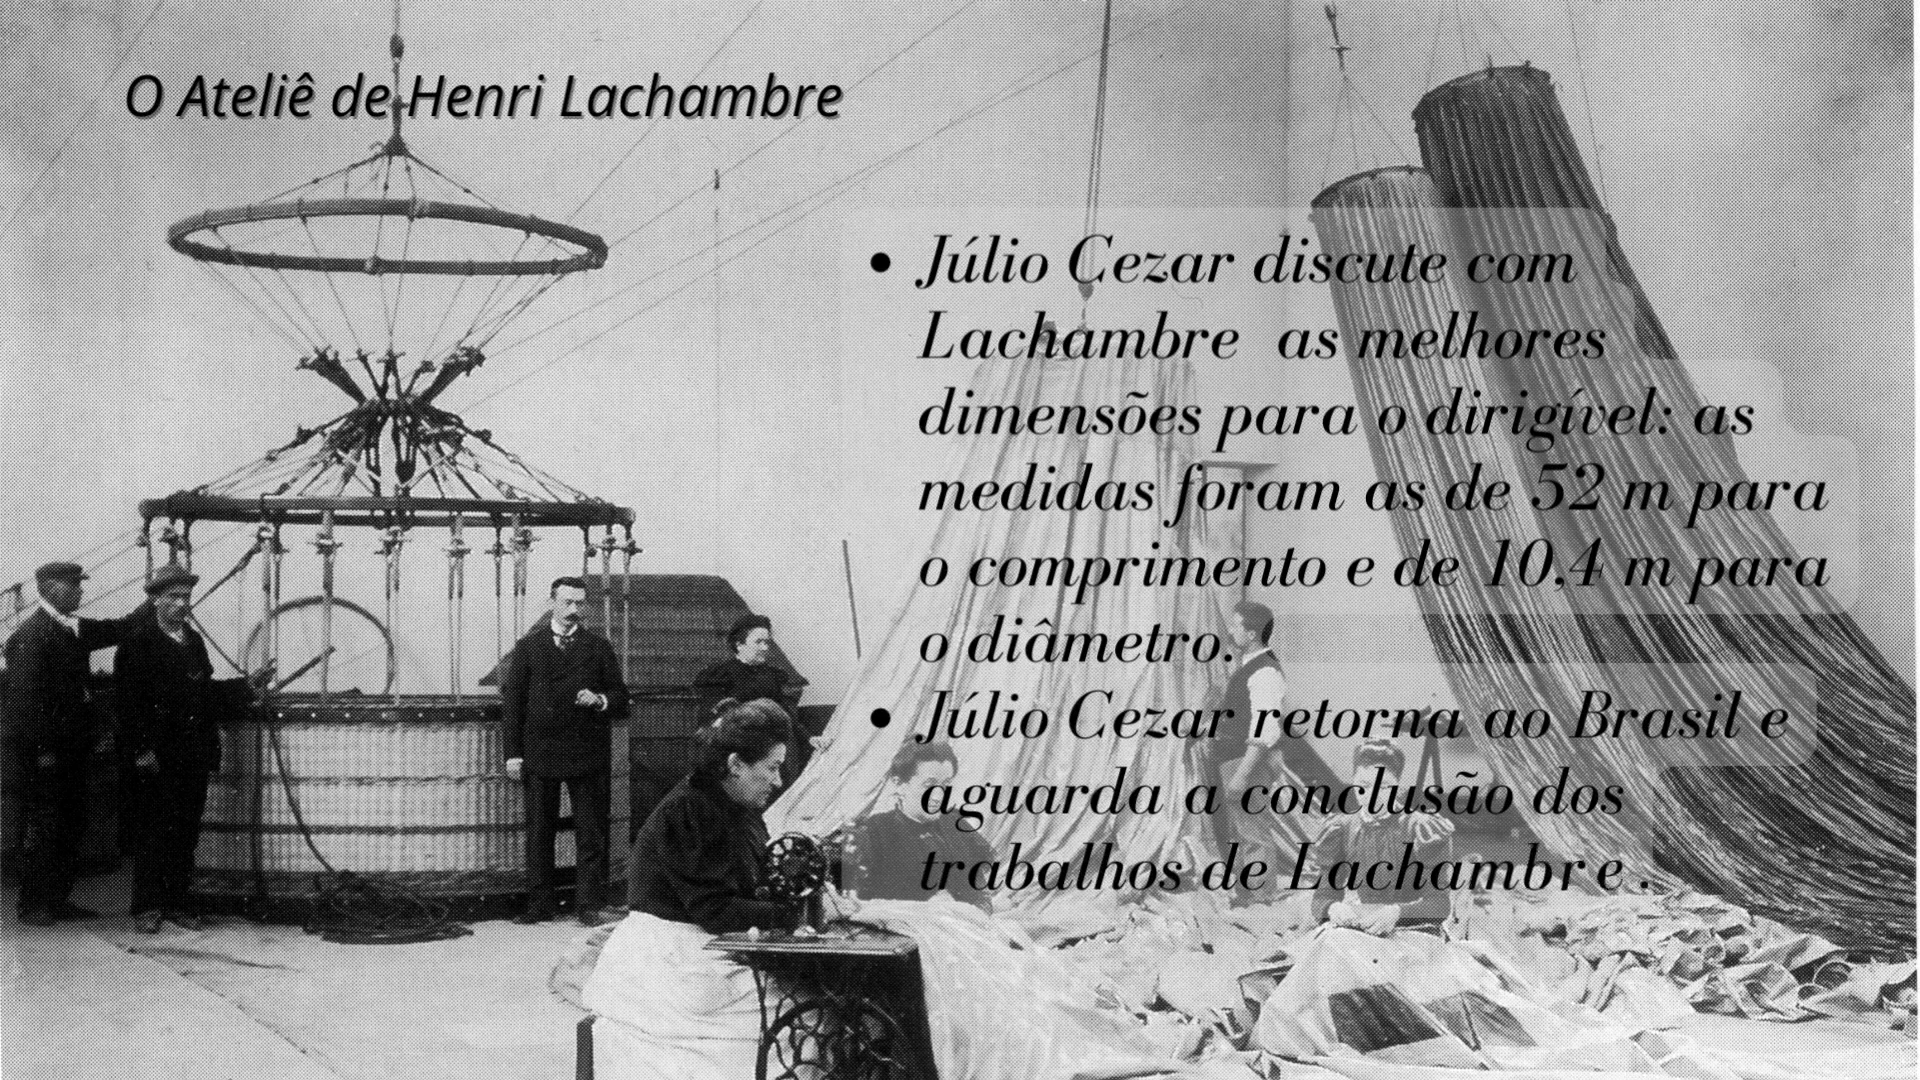 O Ateliê de Henri Lachambre
• Júlio Cezar discute com
Lachambre as melhores
dimensões para o dirigível: as
medidas foram as de 52 m para
o comprimento e de 10,4 m para
o diâmetro.
• Júlio Cezar retorna ao Brasil e
aguarda a conclusão dos
trabalhos de Lachambre .